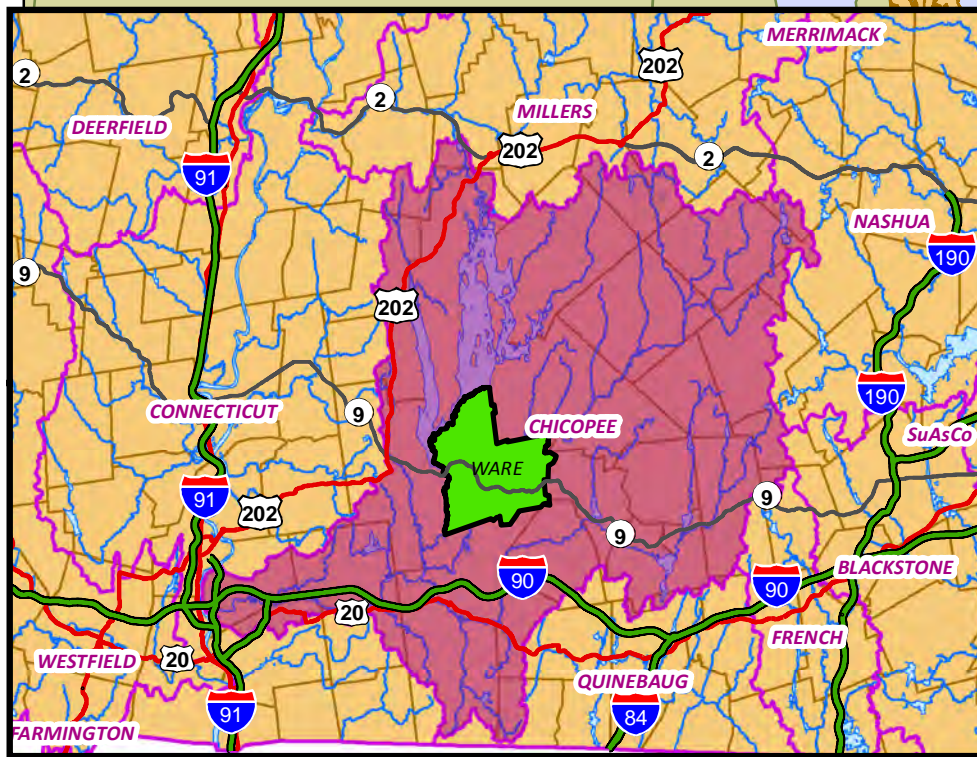 MERRIMACK
202
2
2
DEERFIELD
MILLERS
202
2
91
NASHUA
190
9
202
190
CONNECTICUT
9
CHICOPEE
SuAsCo
WARE
91
202
9
9
90
90
BLACKSTONE
20
FRENCH
WESTFIELD
20
QUINEBAUG
91
84
FARMINGTON